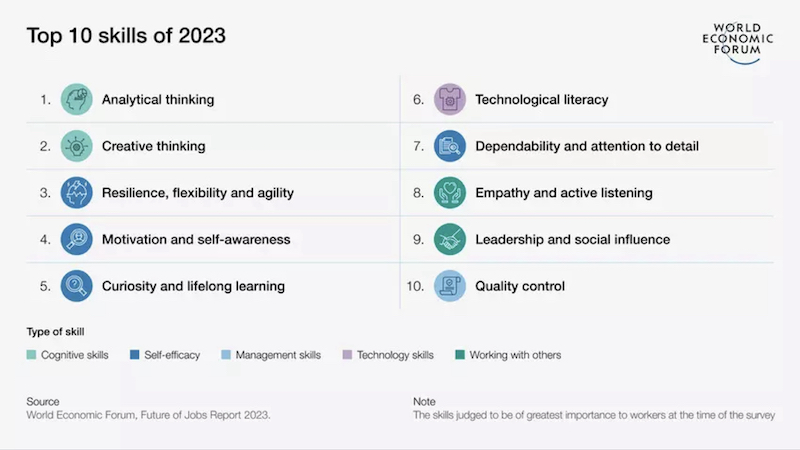 Top 10 skills of 2023
WORLD
ECONOMIC
FORUM
1. Analytical thinking
2. Creative thinking
3. Resilience, flexibility and agility
4. Motivation and self-awareness
5. Curiosity and lifelong learning
6. Technological literacy
7. Dependability and attention to detail
8. Empathy and active listening
9. Leadership and social influence
10. Quality control
Type of skill
Cognitive skills Self-efficacy Management skills Technology skills Working with others
Source
World Economic Forum, Future of Jobs Report 2023.
Note
The skills judged to be of greatest importance to workers at the time of the survey